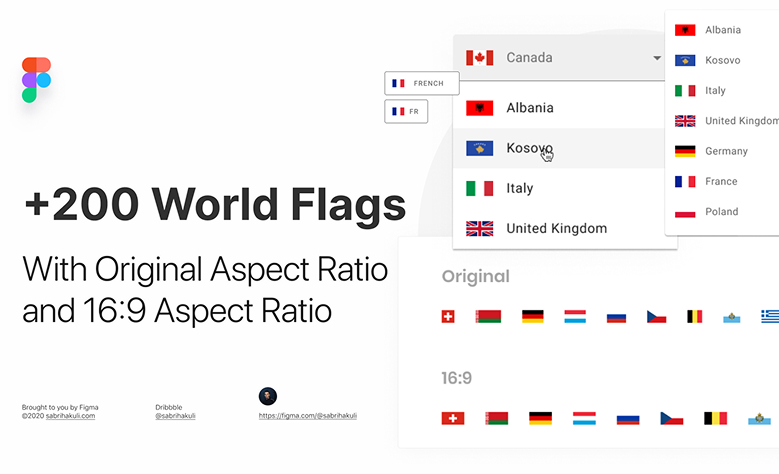 +200 World Flags
With Original Aspect Ratio
and 16:9 Aspect Ratio
Brought to you by Figma
©2020 sabrihakuli.com
Dribbble
@sabrihakuli
https://figma.com/@sabrihakuli
FRENCH
FR
Canada
Albania
Kosovo
Italy
United Kingdom
Albania
Kosovo
Italy
United Kingdom
Germany
France
Poland
Original
16:9